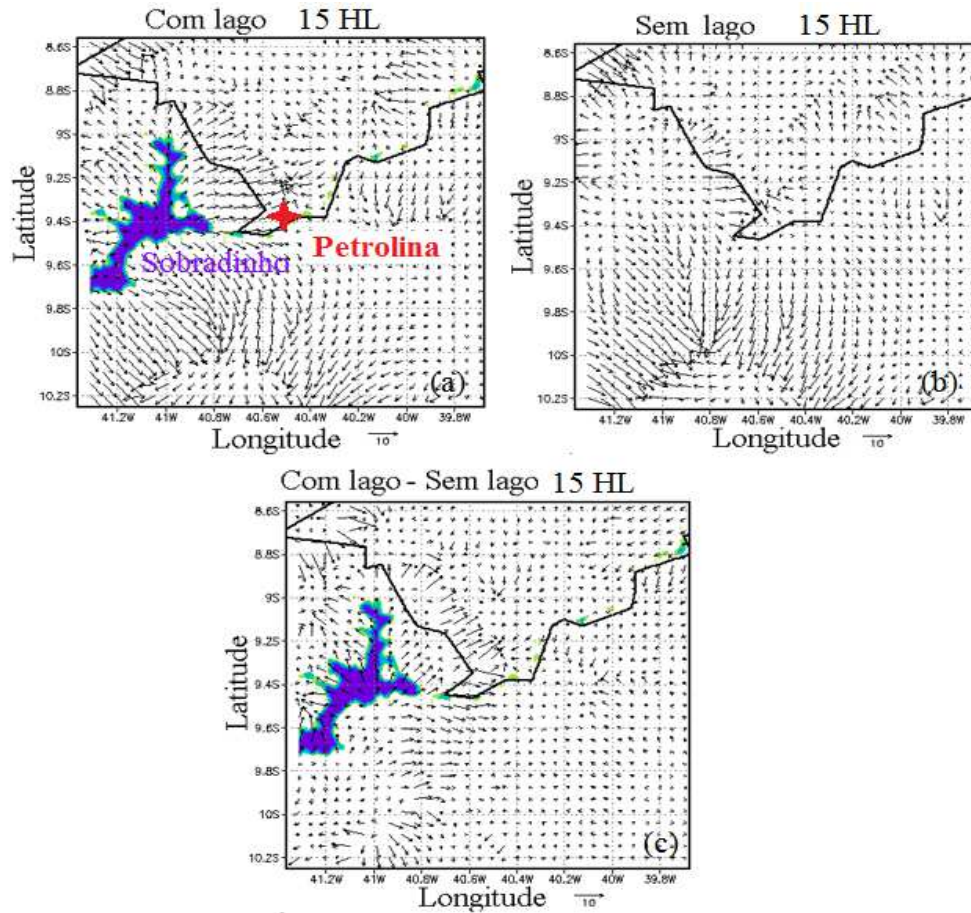 Com lago 15 HL
Sem lago 15 HL
8.6S
8.8S
9S
9.2S
9.4S
9.6S
9.8S
10S
10.2S
Latitude
Sobradinho
Petrolina
(a)
41.2W 41W 40.8W 40.6W 40.4W 40.2W 40W 39.8W
Longitude 10
8.6S
8.8S
9S
9.2S
9.4S
9.6S
9.8S
10S
10.2S
Latitude
(b)
41.2W 41W 40.8W 40.6W 40.4W 40.2W 40W 39.8W
Longitude 10
Com lago - Sem lago 15 HL
8.6S
8.8S
9S
9.2S
9.4S
9.6S
9.8S
10S
10.2S
Latitude
(c)
41.2W 41W 40.8W 40.6W 40.4W 40.2W 40W 39.8W
Longitude 10